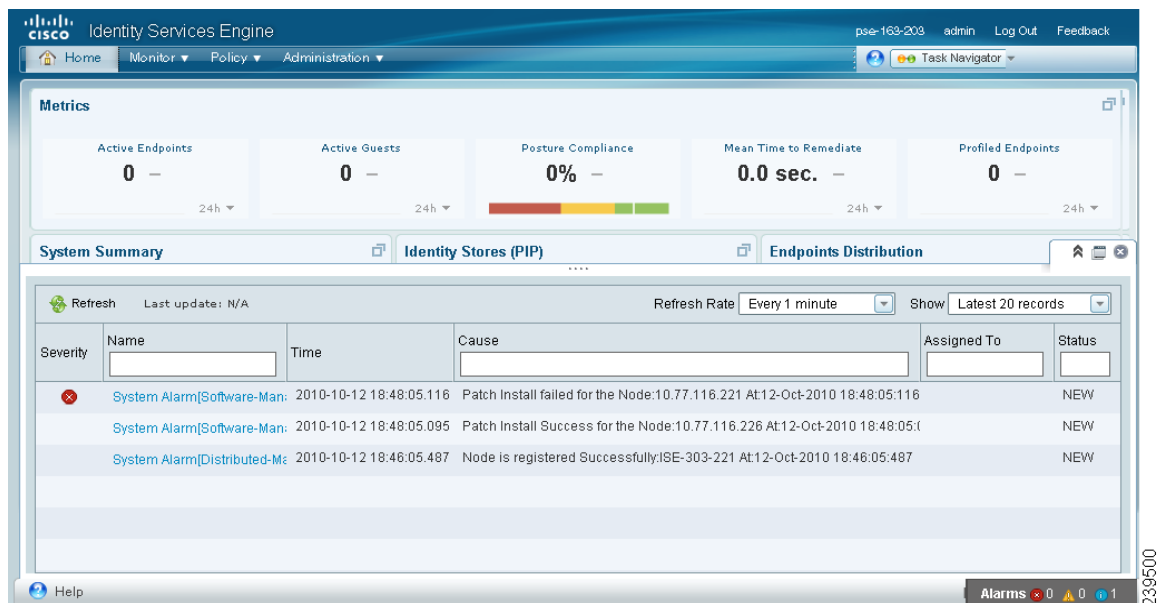 cisco Identity Services Engine
pse-163-203 admin Log Out Feedback
Home Monitor Policy Administration
Task Navigator
Metrics
Active Endpoints
0 –
24h
Active Guests
0 –
24h
Posture Compliance
0% –
Mean Time to Remediate
0.0 sec. –
24h
Profiled Endpoints
0 –
24h
System Summary
Identity Stores (PIP)
Endpoints Distribution
Refresh Last update: N/A
Refresh Rate Every 1 minute Show Latest 20 records
Severity Name Time Cause Assigned To Status
System Alarm[Software-Man 2010-10-12 18:48:05.116 Patch Install failed for the Node:10.77.116.221 At:12-Oct-2010 18:48:05:116 NEW
System Alarm[Software-Man 2010-10-12 18:48:05.095 Patch Install Success for the Node:10.77.116.226 At:12-Oct-2010 18:48:05: NEW
System Alarm[Distributed-Ma 2010-10-12 18:46:05.487 Node is registered Successfully:ISE-303-221 At:12-Oct-2010 18:46:05:487 NEW
Help
Alarms 0 0 1
239500